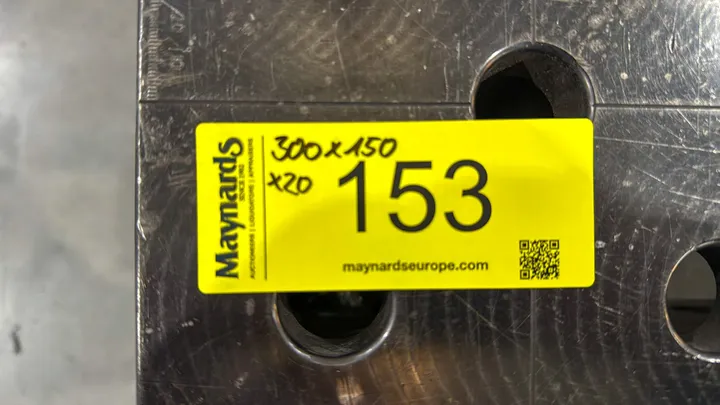 Maynards
SINCE 1902
AUCTIONEERS | LIQUIDATORS | APPRAISERS
300x150
x20
153
maynardseurope.com